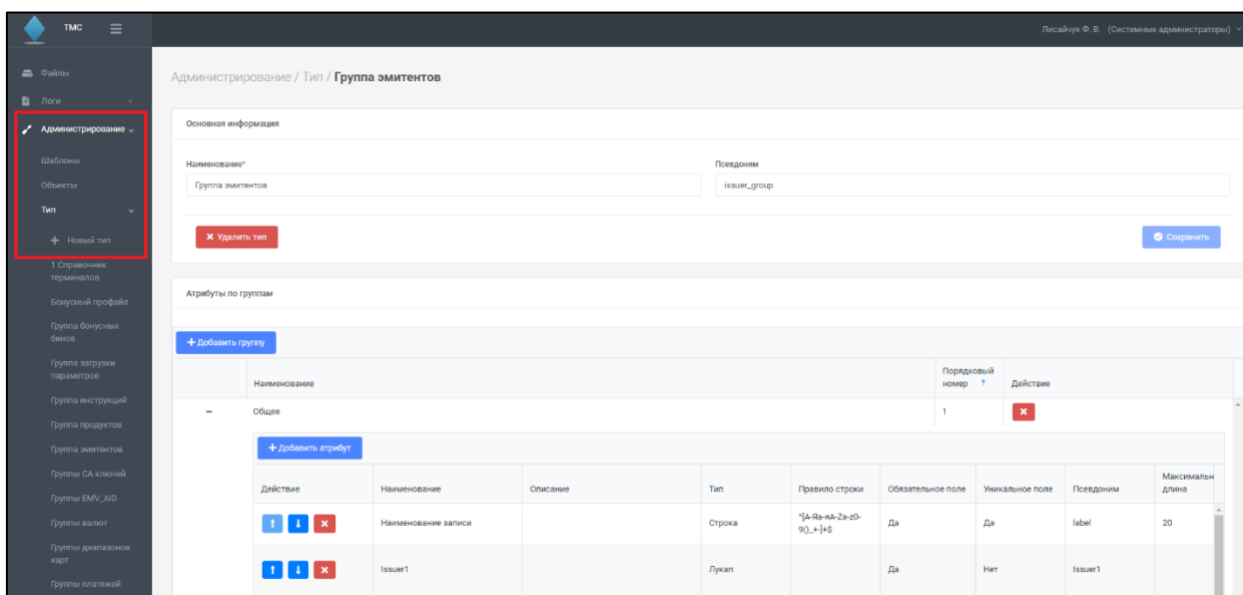 ТМС
Лисайчук Ф. В. (Системные администраторы)
Файлы
Логи
Администрирование
Шаблоны
Объекты
Тип
Новый тип
1 Справочник
терминалов
Бонусный профайл
Группа бонусных
бинов
Группа загрузки
параметров
Группа инструкций
Группа продуктов
Группа эмитентов
Группы CA ключей
Группы EMV_AID
Группы валют
Группы диапазонов
карт
Группы платежей
Администрирование / Тип / Группа эмитентов
Основная информация
Наименование* Псевдоним
Группа эмитентов issuer_group
Удалить тип Сохранить
Атрибуты по группам
+ Добавить группу
Наименование Порядковый
номер Действие
Общее 1
+ Добавить атрибут
Действие Наименование Описание Тип Правило строки Обязательное поле Уникальное поле Псевдоним Максимальн
длина
Наименование записи Строка ^[А-Яа-яA-Za-z0-
9()_+-]+$ Да Да label 20
Issuer1 Лукап Да Нет Issuer1